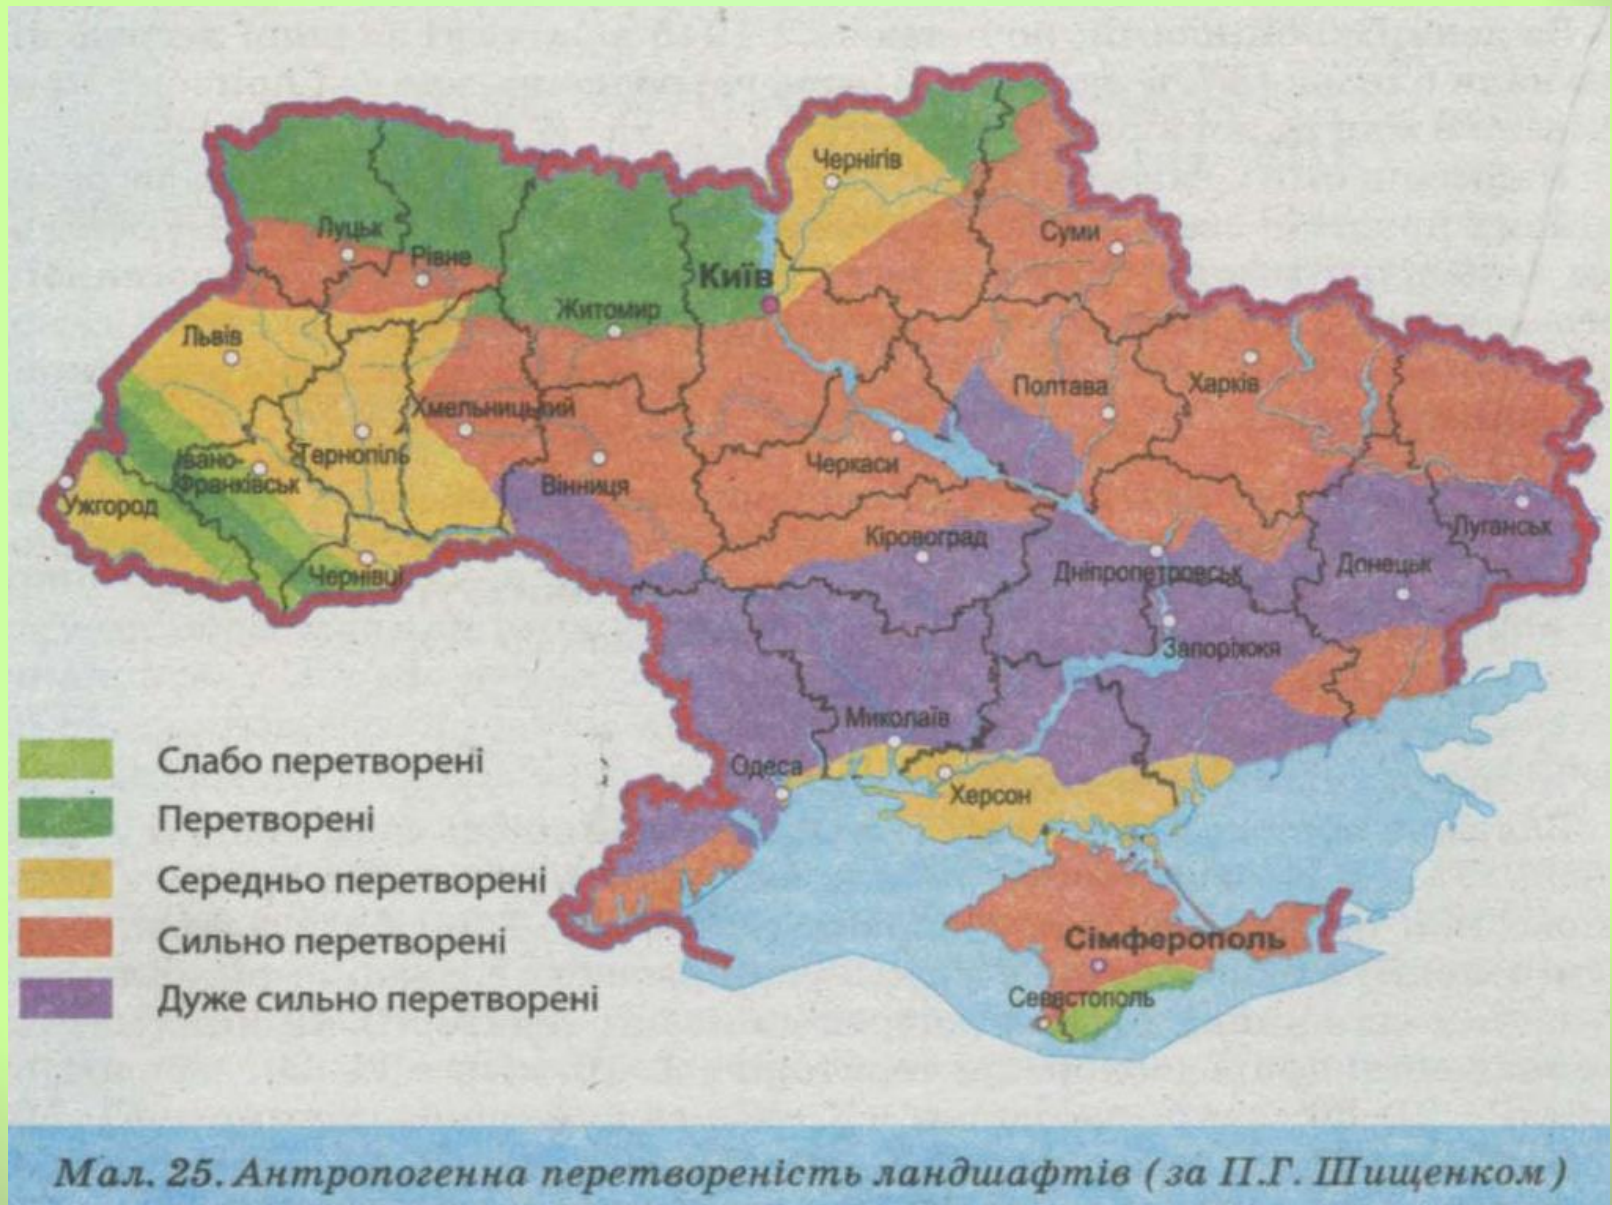 Чернігів
Суми
Луцьк
Рівне
Київ
Житомир
Львів
Полтава
Харків
Хмельницький
Івано-
Франківськ
Тернопіль
Вінниця
Черкаси
Ужгород
Кіровоград
Луганськ
Чернівці
Дніпропетровськ
Донецьк
Запоріжжя
Миколаїв
Одеса
Херсон
Сімферополь
Севастополь
Слабо перетворені
Перетворені
Середньо перетворені
Сильно перетворені
Дуже сильно перетворені
Мал. 25. Антропогенна перетвореність ландшафтів (за П.Г. Шищенком)